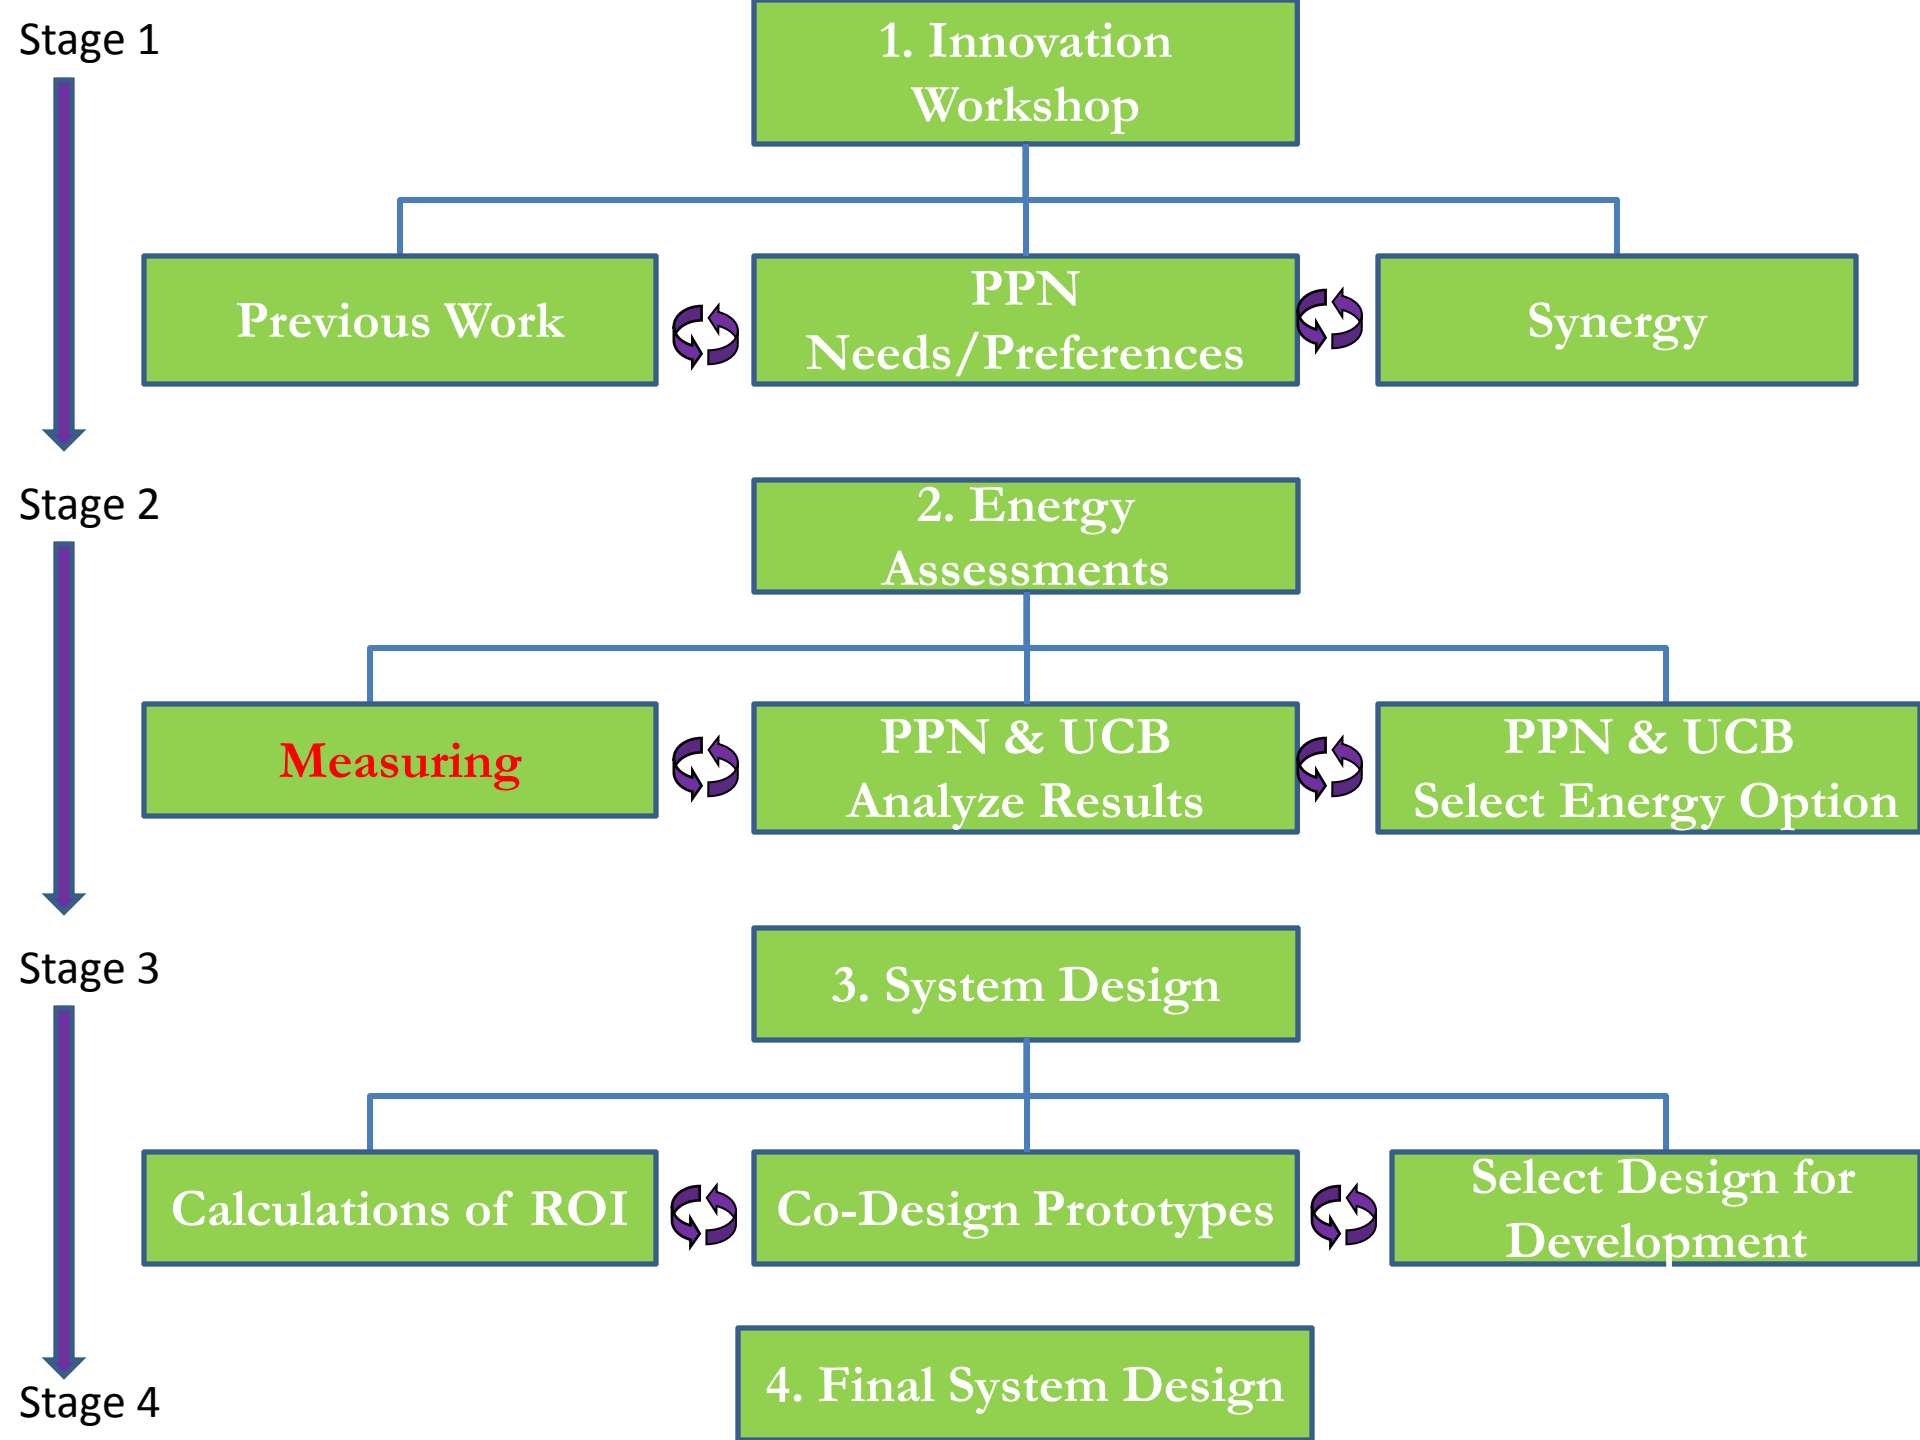 Stage 1
1. Innovation
Workshop
Previous Work
PPN
Needs/Preferences
Synergy
Stage 2
2. Energy
Assessments
Measuring
PPN & UCB
Analyze Results
PPN & UCB
Select Energy Option
Stage 3
3. System Design
Calculations of ROI
Co-Design Prototypes
Select Design for
Development
4. Final System Design
Stage 4